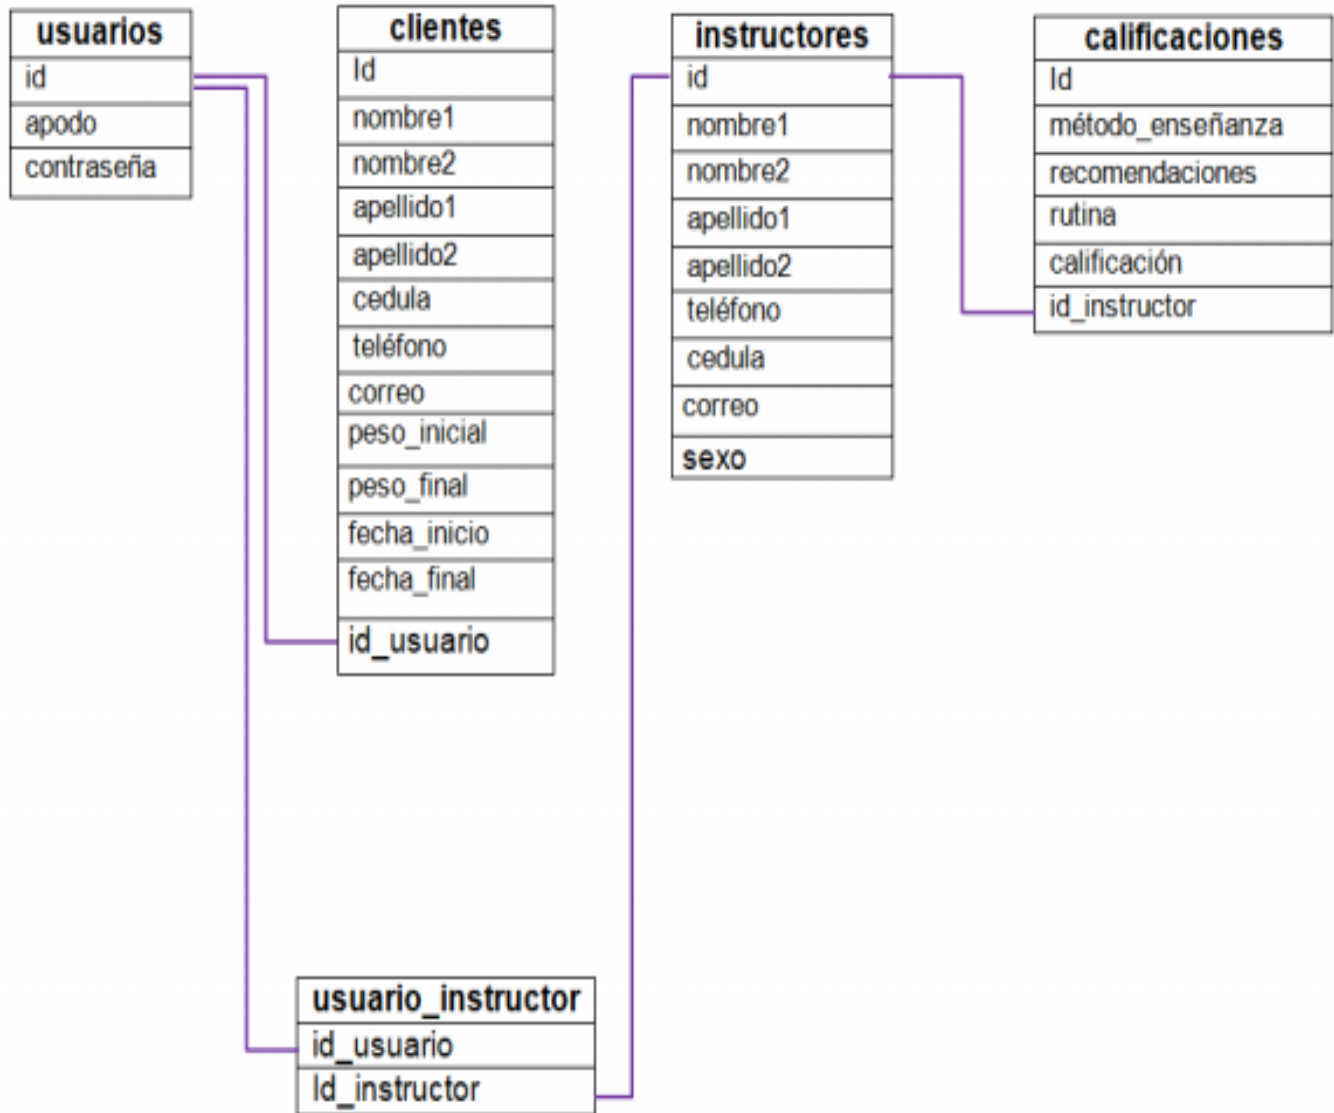 usuarios
id
apodo
contraseña
clientes
Id
nombre1
nombre2
apellido1
apellido2
cedula
teléfono
correo
peso_inicial
peso_final
fecha_inicio
fecha_final
id_usuario
instructores
id
nombre1
nombre2
apellido1
apellido2
teléfono
cedula
correo
sexo
calificaciones
Id
método_enseñanza
recomendaciones
rutina
calificación
id_instructor
usuario_instructor
id_usuario
Id_instructor